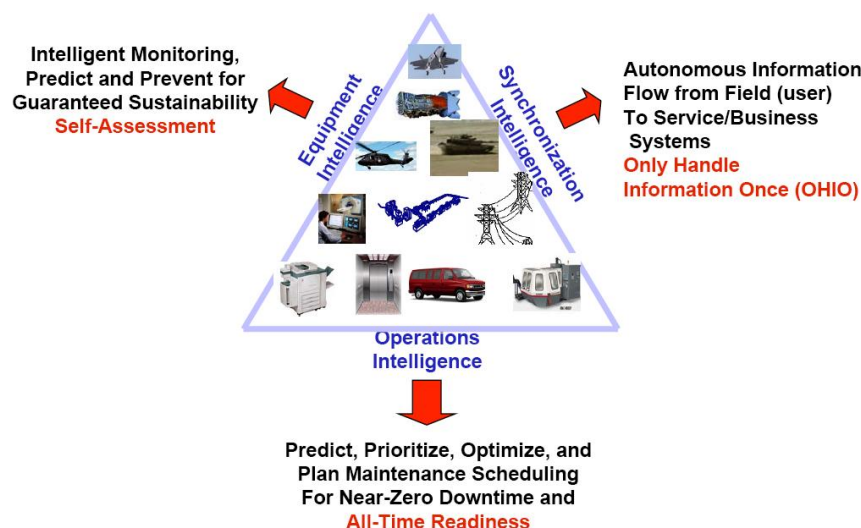 Intelligent Monitoring,
Predict and Prevent for
Guaranteed Sustainability
Self-Assessment
Equipment
Intelligence
Synchronization
Intelligence
Autonomous Information
Flow from Field (user)
To Service/Business
Systems
Only Handle
Information Once (OHIO)
Operations
Intelligence
Predict, Prioritize, Optimize, and
Plan Maintenance Scheduling
For Near-Zero Downtime and
All-Time Readiness